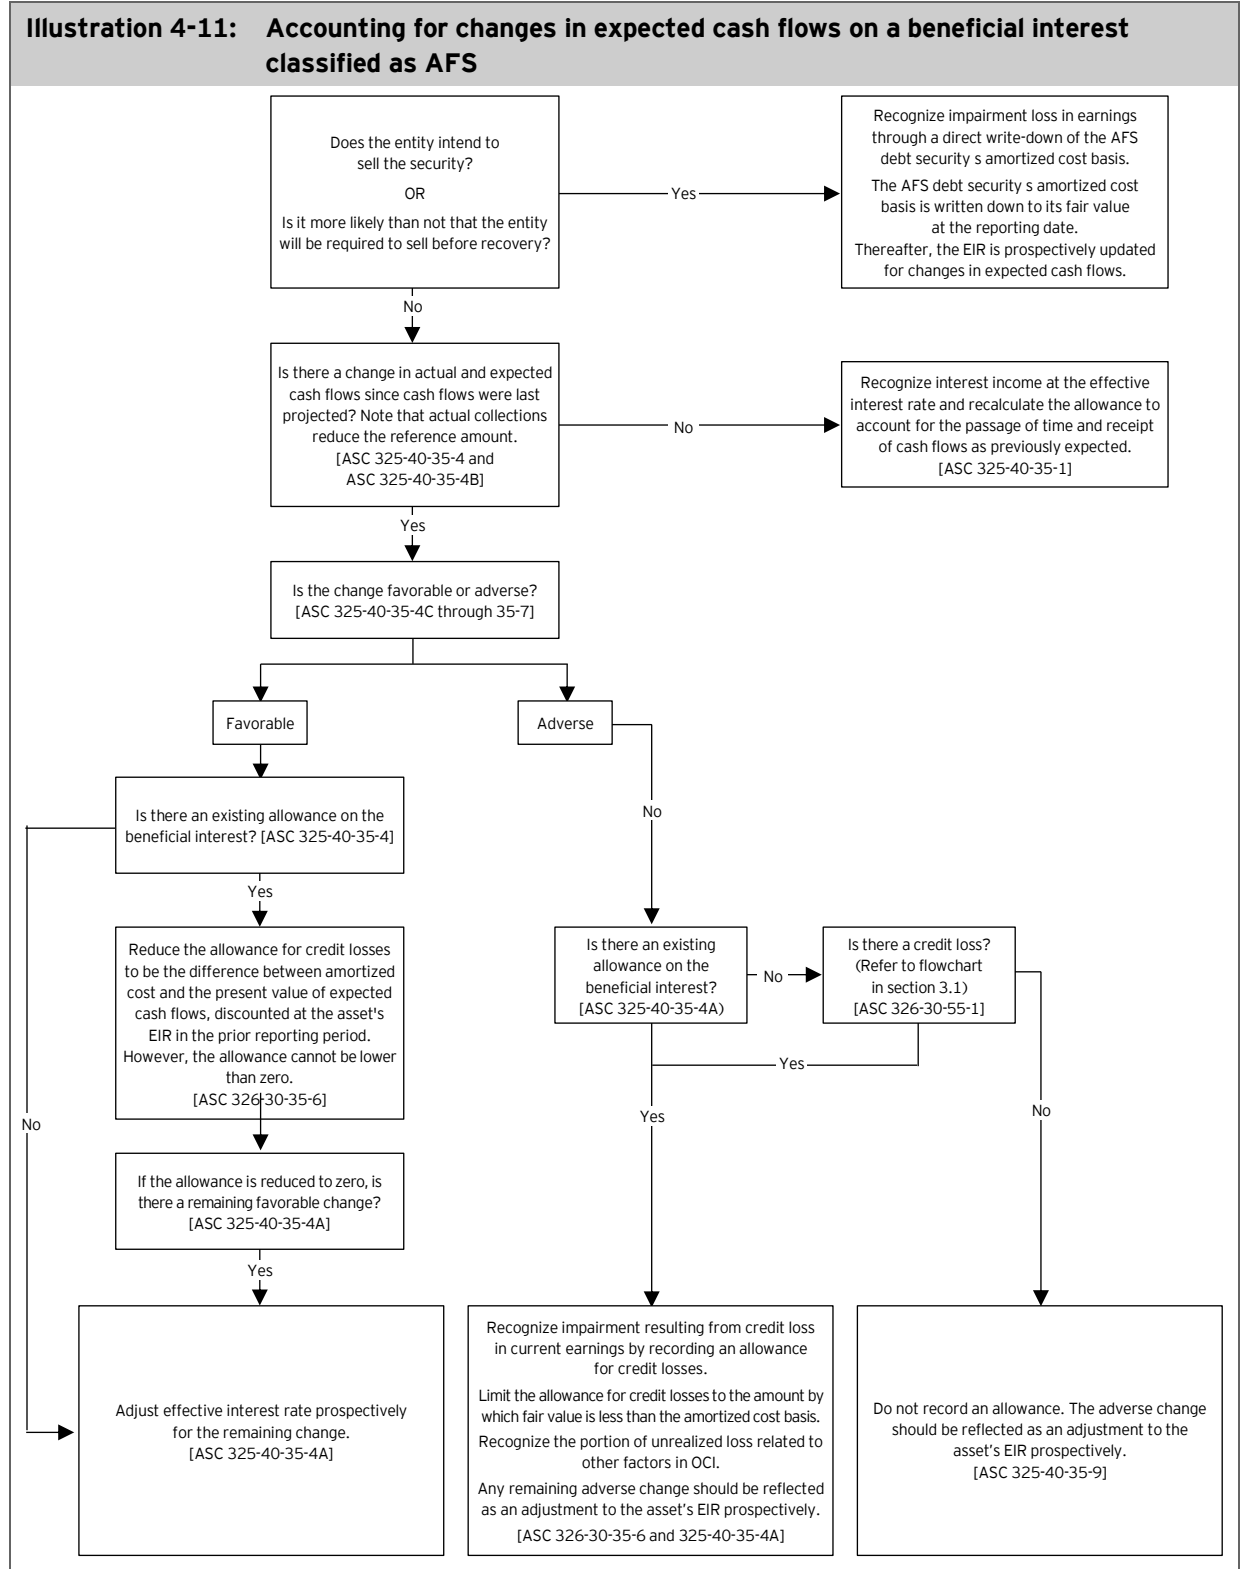 Illustration 4-11: Accounting for changes in expected cash flows on a beneficial interest
classified as AFS
Does the entity intend to
sell the security?
OR
Is it more likely than not that the entity
will be required to sell before recovery?
Yes
Recognize impairment loss in earnings
through a direct write-down of the AFS
debt security s amortized cost basis.
The AFS debt security s amortized cost
basis is written down to its fair value
at the reporting date.
Thereafter, the EIR is prospectively updated
for changes in expected cash flows.
No
Is there a change in actual and expected
cash flows since cash flows were last
projected? Note that actual collections
reduce the reference amount.
[ASC 325-40-35-4 and
ASC 325-40-35-4B]
No
Recognize interest income at the effective
interest rate and recalculate the allowance to
account for the passage of time and receipt
of cash flows as previously expected.
[ASC 325-40-35-1]
Yes
Is the change favorable or adverse?
[ASC 325-40-35-4C through 35-7]
Favorable
Adverse
Is there an existing allowance on the
beneficial interest? [ASC 325-40-35-4]
No
Yes
Reduce the allowance for credit losses
to be the difference between amortized
cost and the present value of expected
cash flows, discounted at the asset's
EIR in the prior reporting period.
However, the allowance cannot be lower
than zero.
[ASC 326-30-35-6]
Is there an existing
allowance on the
beneficial interest?
[ASC 325-40-35-4A)
No
Is there a credit loss?
(Refer to flowchart
in section 3.1)
[ASC 326-30-55-1]
Yes
No
Yes
No
If the allowance is reduced to zero, is
there a remaining favorable change?
[ASC 325-40-35-4A]
Yes
Adjust effective interest rate prospectively
for the remaining change.
[ASC 325-40-35-4A]
Recognize impairment resulting from credit loss
in current earnings by recording an allowance
for credit losses.
Limit the allowance for credit losses to the amount by
which fair value is less than the amortized cost basis.
Recognize the portion of unrealized loss related to
other factors in OCI.
Any remaining adverse change should be reflected
as an adjustment to the asset’s EIR prospectively.
[ASC 326-30-35-6 and 325-40-35-4A]
Do not record an allowance. The adverse change
should be reflected as an adjustment to the
asset’s EIR prospectively.
[ASC 325-40-35-9]